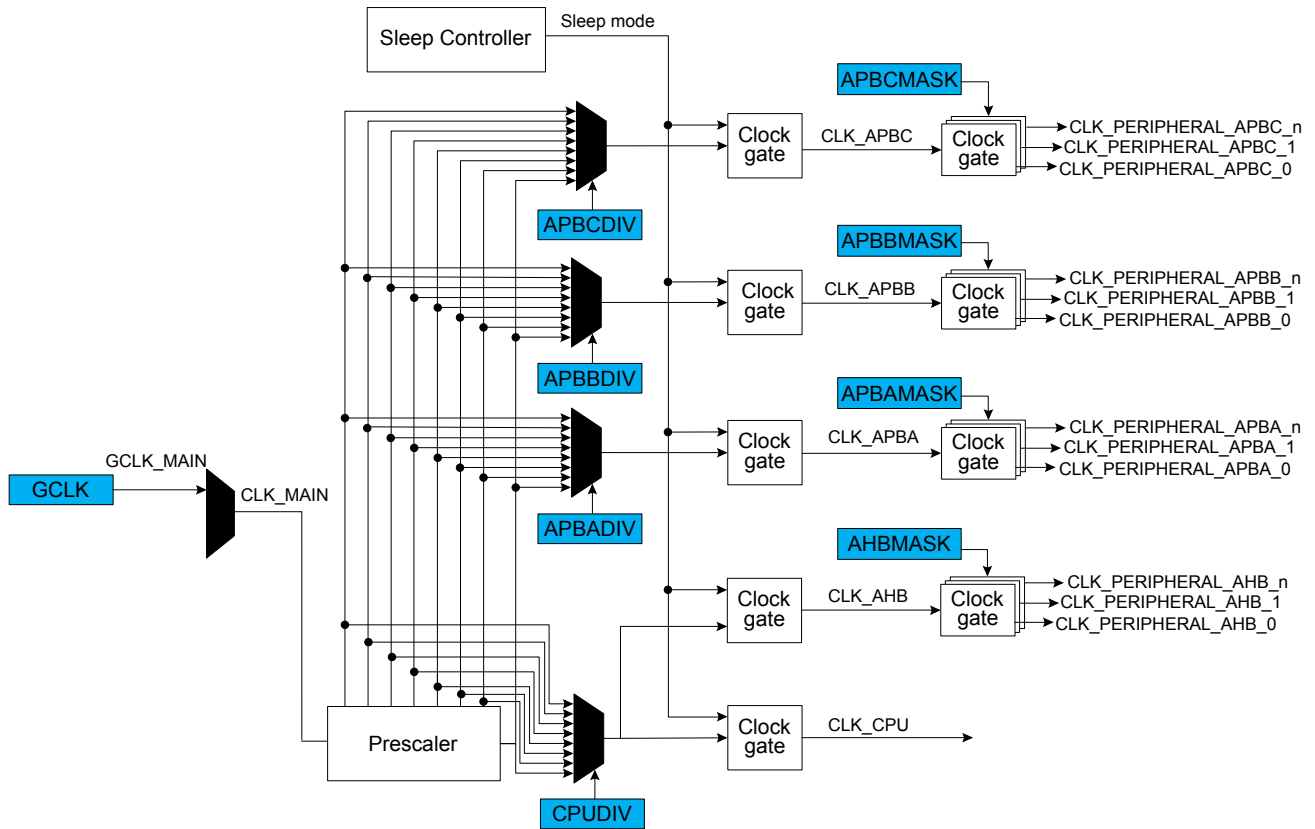 Sleep mode
Sleep Controller
APBCMASK
Clock
gate
CLK_APBC
Clock
gate
CLK_PERIPHERAL_APBC_n
CLK_PERIPHERAL_APBC_1
CLK_PERIPHERAL_APBC_0
APBCDIV
APBBMASK
Clock
gate
CLK_APBB
Clock
gate
CLK_PERIPHERAL_APBB_n
CLK_PERIPHERAL_APBB_1
CLK_PERIPHERAL_APBB_0
APBBDIV
APBAMASK
Clock
gate
CLK_APBA
Clock
gate
CLK_PERIPHERAL_APBA_n
CLK_PERIPHERAL_APBA_1
CLK_PERIPHERAL_APBA_0
GCLK_MAIN
GCLK
CLK_MAIN
APBADIV
AHBMASK
Clock
gate
CLK_AHB
Clock
gate
CLK_PERIPHERAL_AHB_n
CLK_PERIPHERAL_AHB_1
CLK_PERIPHERAL_AHB_0
Prescaler
Clock
gate
CLK_CPU
CPUDIV